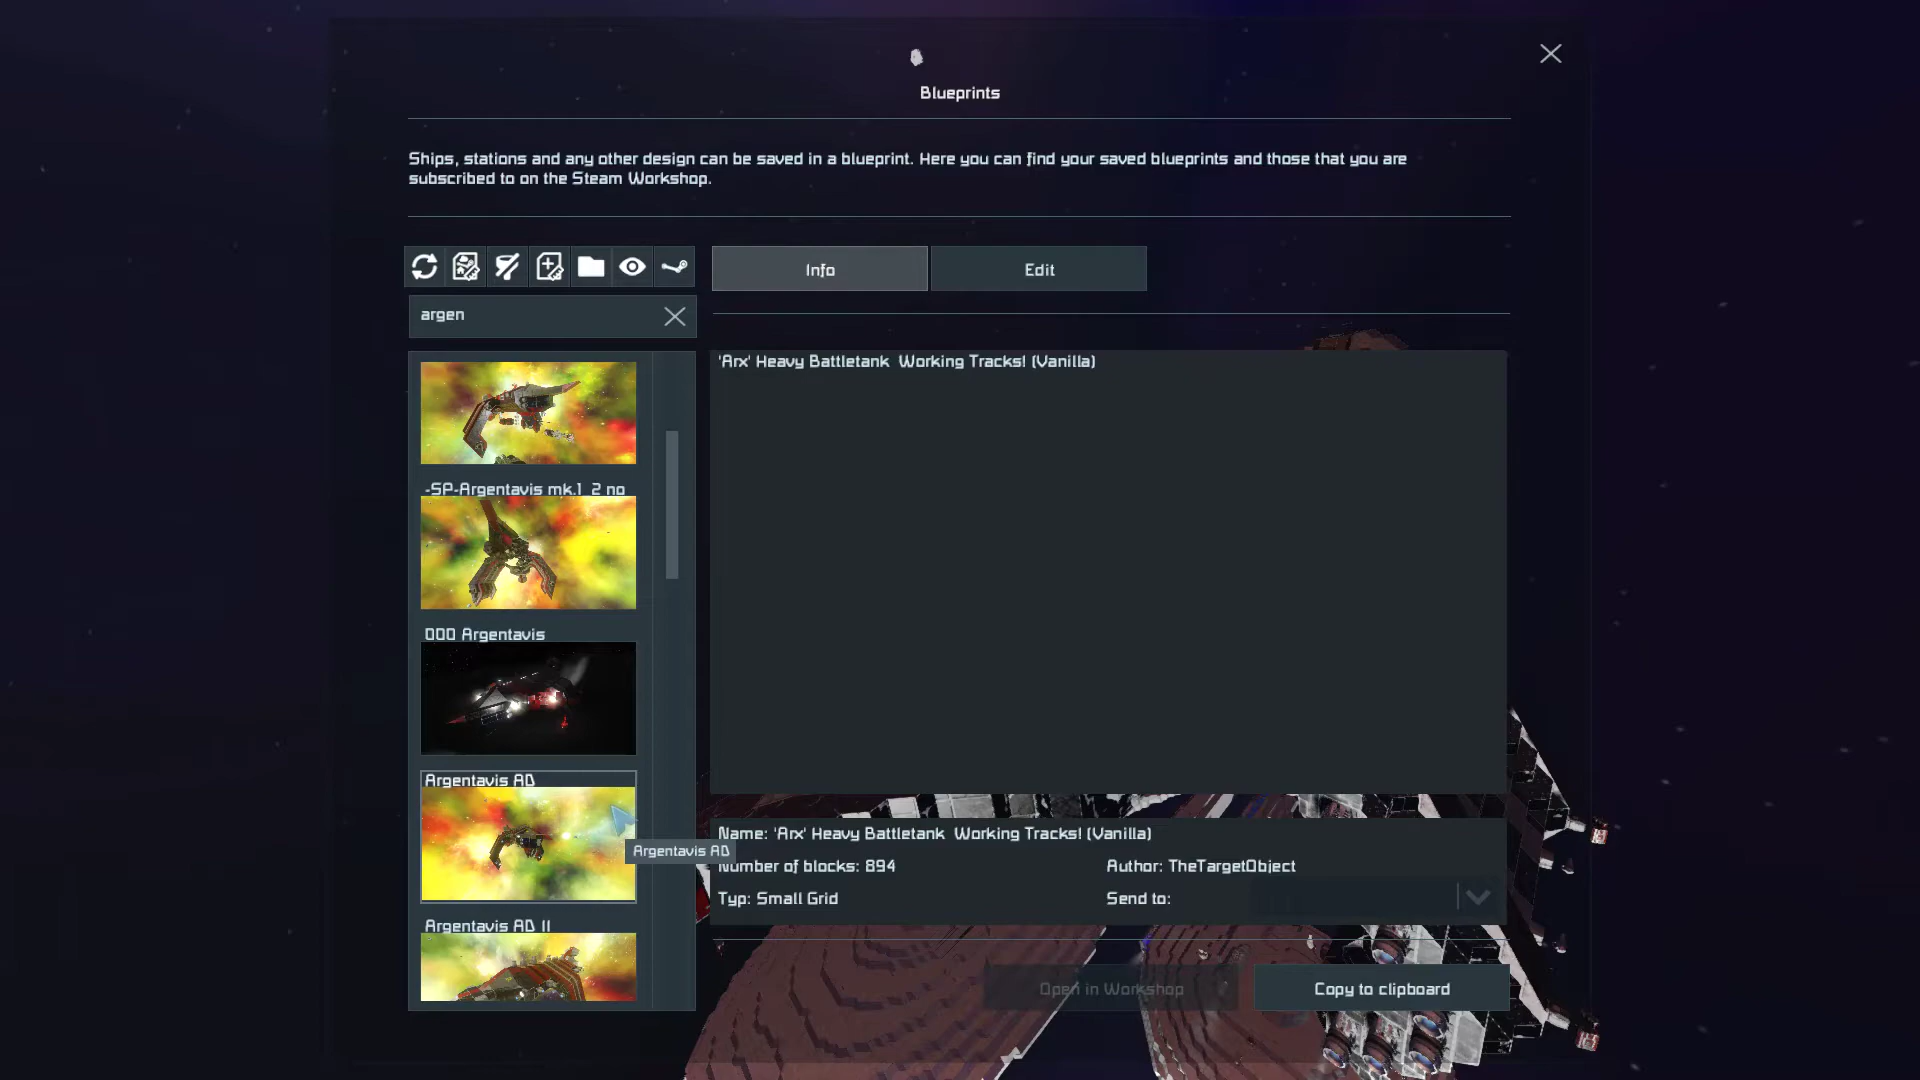 Blueprints
Ships, stations and any other design can be saved in a blueprint. Here you can find your saved blueprints and those that you are
subscribed to on the Steam Workshop.
Info
Edit
argen
'Arx' Heavy Battletank  Working Tracks! (Vanilla)
-SP-Argentavis mk.1  2 no
000 Argentavis
Argentavis AD
Argentavis AD
Argentavis AD II
Name: 'Arx' Heavy Battletank  Working Tracks! (Vanilla)
Number of blocks: 894
Author: TheTargetObject
Typ: Small Grid
Send to:
Open in Workshop
Copy to clipboard